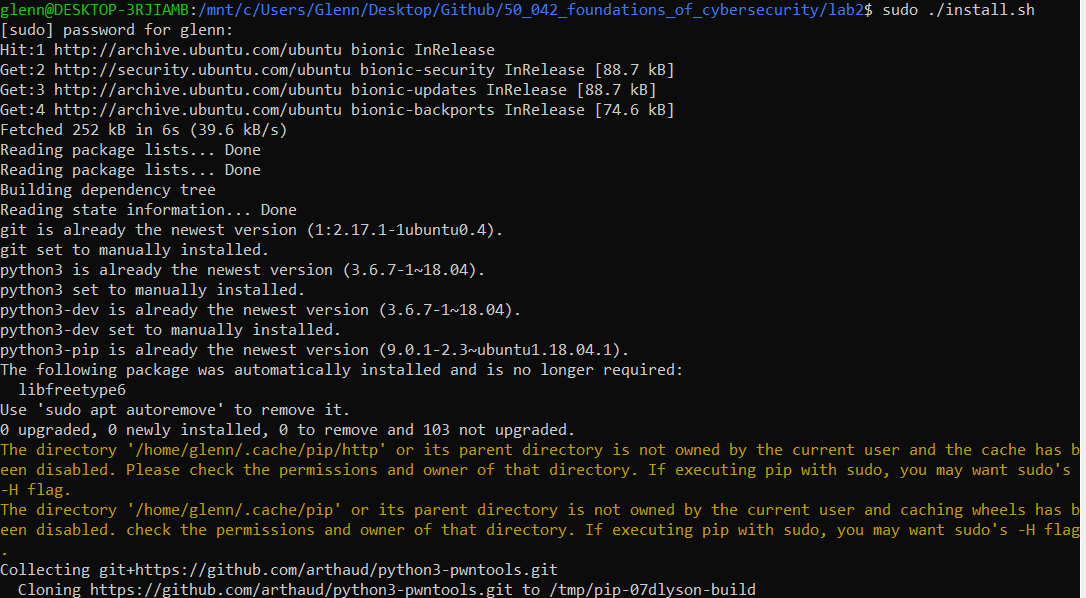 glenn@DESKTOP-3RJIAMB:/mnt/c/Users/Glenn/Desktop/Github/50_042_foundations_of_cybersecurity/lab2$ sudo ./install.sh
[sudo] password for glenn:
Hit:1 http://archive.ubuntu.com/ubuntu bionic InRelease
Get:2 http://security.ubuntu.com/ubuntu bionic-security InRelease [88.7 kB]
Get:3 http://archive.ubuntu.com/ubuntu bionic-updates InRelease [88.7 kB]
Get:4 http://archive.ubuntu.com/ubuntu bionic-backports InRelease [74.6 kB]
Fetched 252 kB in 6s (39.6 kB/s)
Reading package lists... Done
Reading package lists... Done
Building dependency tree
Reading state information... Done
git is already the newest version (1:2.17.1-1ubuntu0.4).
git set to manually installed.
python3 is already the newest version (3.6.7-1~18.04).
python3 set to manually installed.
python3-dev is already the newest version (3.6.7-1~18.04).
python3-dev set to manually installed.
python3-pip is already the newest version (9.0.1-2.3~ubuntu1.18.04.1).
The following package was automatically installed and is no longer required:
  libfreetype6
Use 'sudo apt autoremove' to remove it.
0 upgraded, 0 newly installed, 0 to remove and 103 not upgraded.
The directory '/home/glenn/.cache/pip/http' or its parent directory is not owned by the current user and the cache has b
een disabled. Please check the permissions and owner of that directory. If executing pip with sudo, you may want sudo's
-H flag.
The directory '/home/glenn/.cache/pip' or its parent directory is not owned by the current user and caching wheels has b
een disabled. check the permissions and owner of that directory. If executing pip with sudo, you may want sudo's -H flag
.
Collecting git+https://github.com/arthaud/python3-pwntools.git
  Cloning https://github.com/arthaud/python3-pwntools.git to /tmp/pip-07dlyson-build